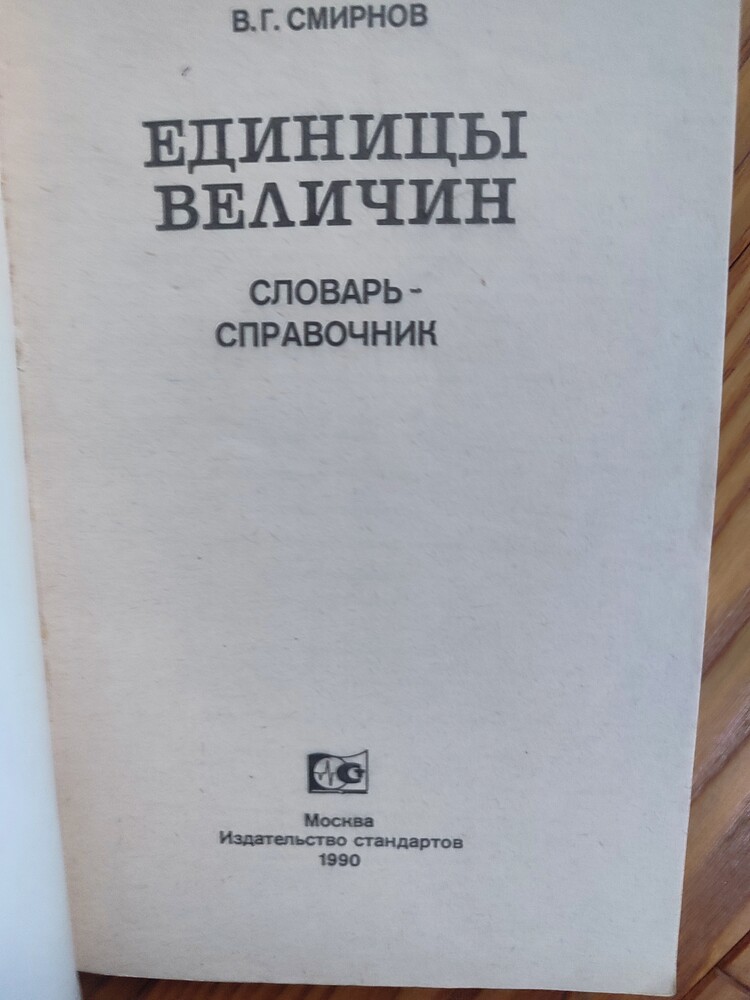 В.Г. СМИРНОВ
ЕДИНИЦЫ
ВЕЛИЧИН
СЛОВАРЬ-
СПРАВОЧНИК
Москва
Издательство стандартов
1990